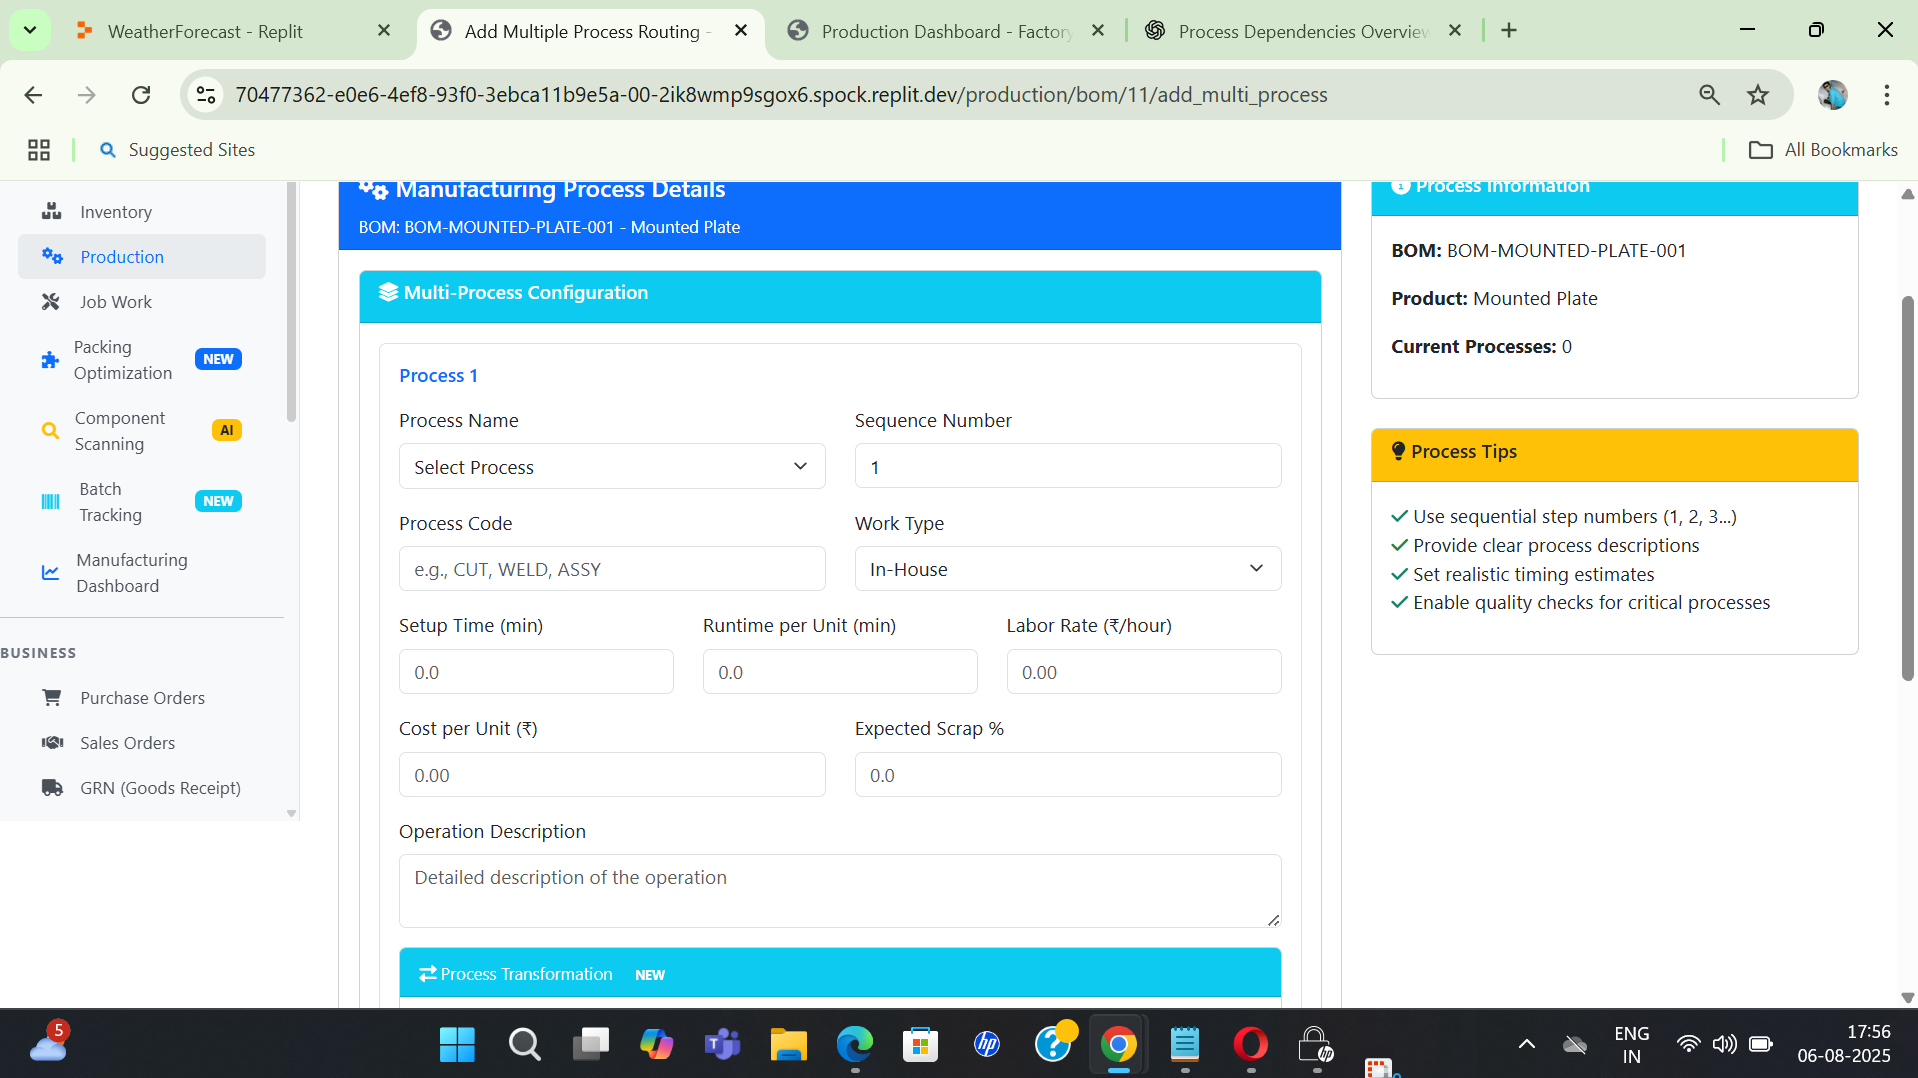 WeatherForecast - Replit
Add Multiple Process Routing -
Production Dashboard - Factory
Process Dependencies Overview
70477362-e0e6-4ef8-93f0-3ebca11b9e5a-00-2ik8wmp9sgox6.spock.replit.dev/production/bom/11/add_multi_process
Suggested Sites
All Bookmarks
Inventory
Production
Job Work
Packing
Optimization
NEW
Component
Scanning
AI
Batch
Tracking
NEW
Manufacturing
Dashboard
BUSINESS
Purchase Orders
Sales Orders
GRN (Goods Receipt)
Manufacturing Process Details
BOM: BOM-MOUNTED-PLATE-001 - Mounted Plate
Multi-Process Configuration
Process 1
Process Name
Sequence Number
Select Process
1
Process Code
Work Type
e.g., CUT, WELD, ASSY
In-House
Setup Time (min)
Runtime per Unit (min)
Labor Rate (₹/hour)
0.0
0.0
0.00
Cost per Unit (₹)
Expected Scrap %
0.00
0.0
Operation Description
Detailed description of the operation
Process Transformation NEW
Process Information
BOM: BOM-MOUNTED-PLATE-001
Product: Mounted Plate
Current Processes: 0
Process Tips
Use sequential step numbers (1, 2, 3...)
Provide clear process descriptions
Set realistic timing estimates
Enable quality checks for critical processes
5
hp
ENG
IN
17:56
06-08-2025